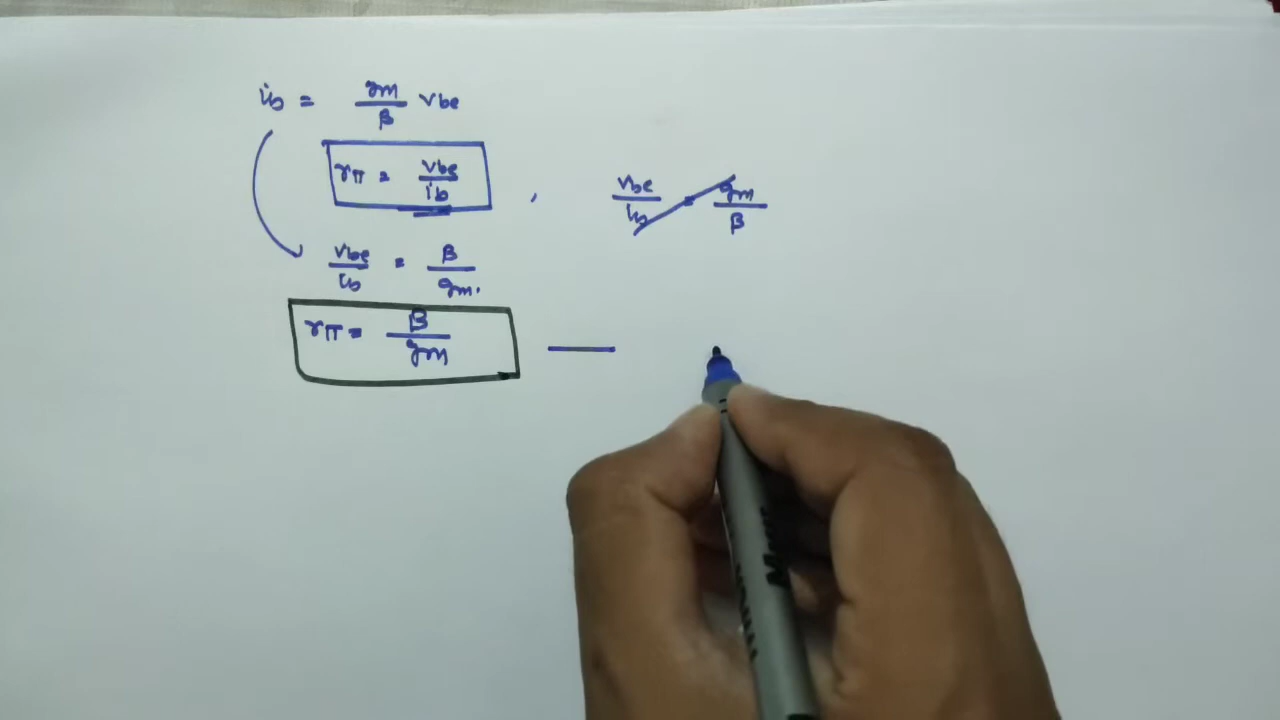 ib = gm/β vbe
rπ = vbe/ib , vbe/ib = gm/β
vbe/ib = β/gm.
rπ = β/gm —